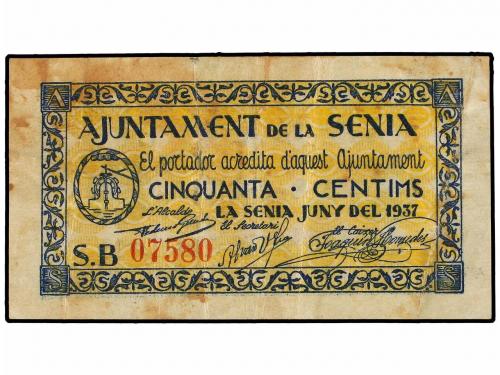 AJUNTAMENT DE LA SENIA
El portador acredita d'aquest Ajuntament
CINQUANTA · CENTIMS
LA SENIA JUNY DEL 1937
L'Alcalde
El Secretari
El Caixer
S.B 07580